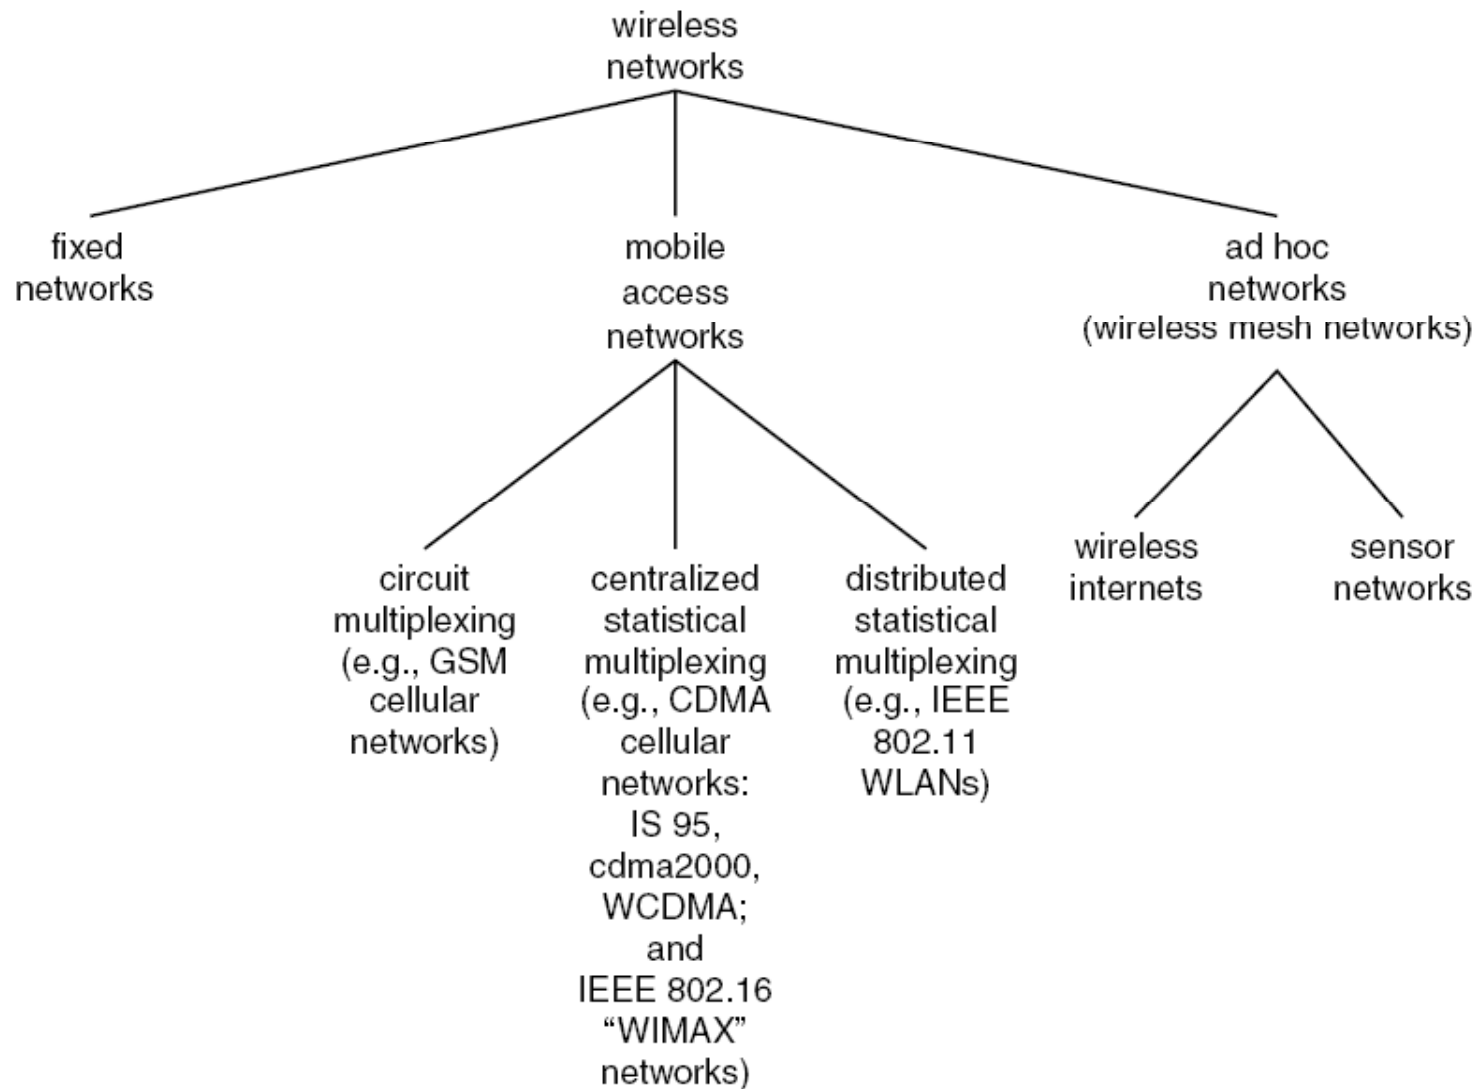 wireless
networks
fixed
networks
mobile
access
networks
ad hoc
networks
(wireless mesh networks)
circuit
multiplexing
(e.g., GSM
cellular
networks)
centralized
statistical
multiplexing
(e.g., CDMA
cellular
networks:
IS 95,
cdma2000,
WCDMA;
and
IEEE 802.16
“WIMAX”
networks)
distributed
statistical
multiplexing
(e.g., IEEE
802.11
WLANs)
wireless
internets
sensor
networks